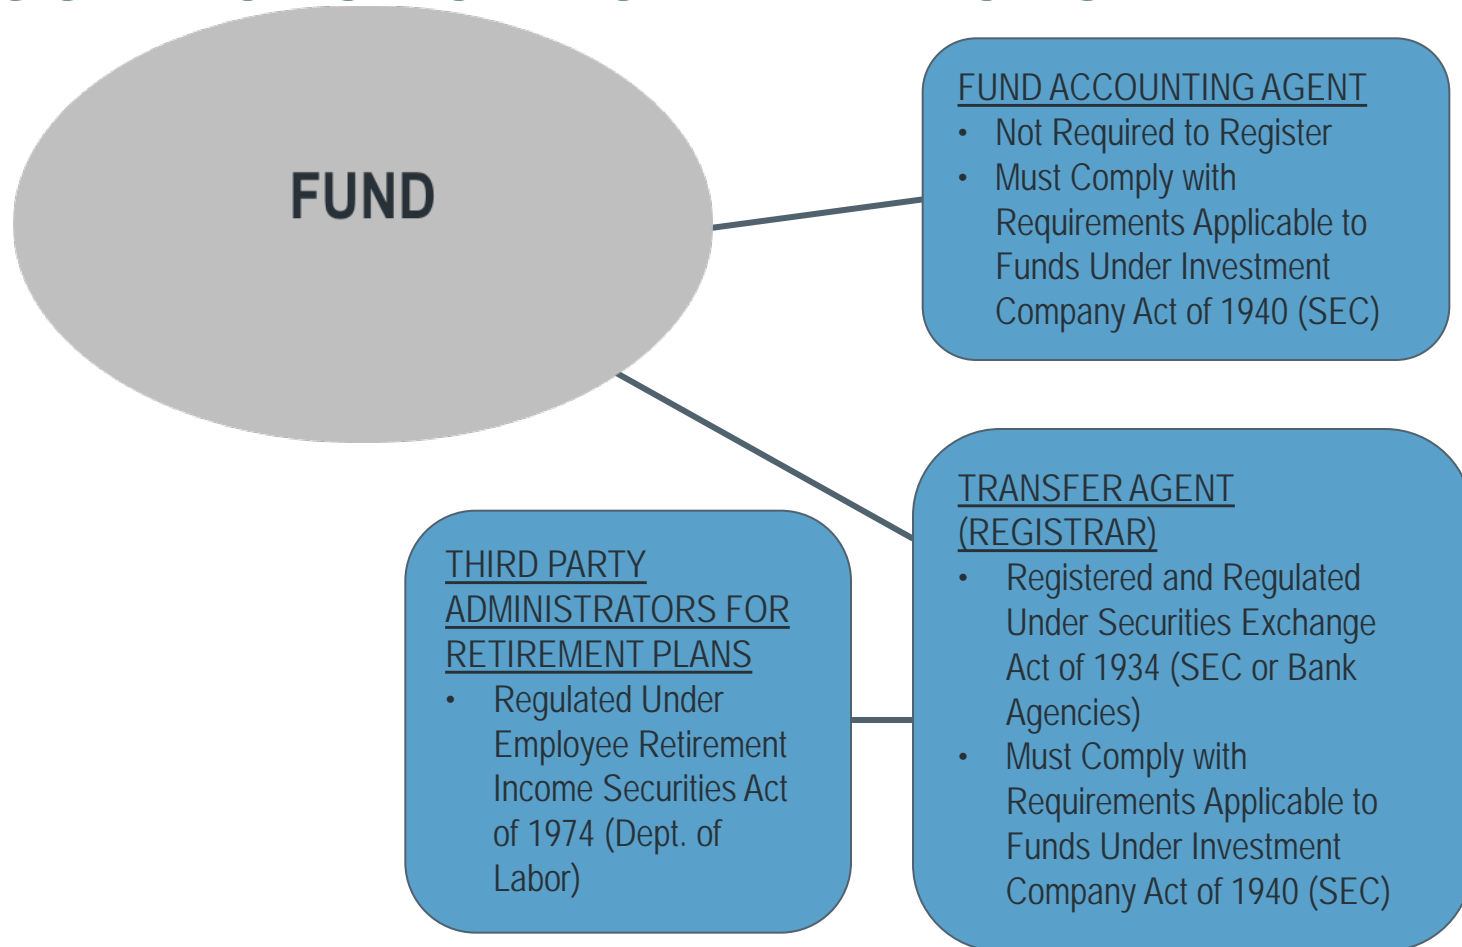 FUND
FUND ACCOUNTING AGENT
• Not Required to Register
• Must Comply with
Requirements Applicable to
Funds Under Investment
Company Act of 1940 (SEC)
THIRD PARTY
ADMINISTRATORS FOR
RETIREMENT PLANS
• Regulated Under
Employee Retirement
Income Securities Act
of 1974 (Dept. of
Labor)
TRANSFER AGENT
(REGISTRAR)
• Registered and Regulated
Under Securities Exchange
Act of 1934 (SEC or Bank
Agencies)
• Must Comply with
Requirements Applicable to
Funds Under Investment
Company Act of 1940 (SEC)